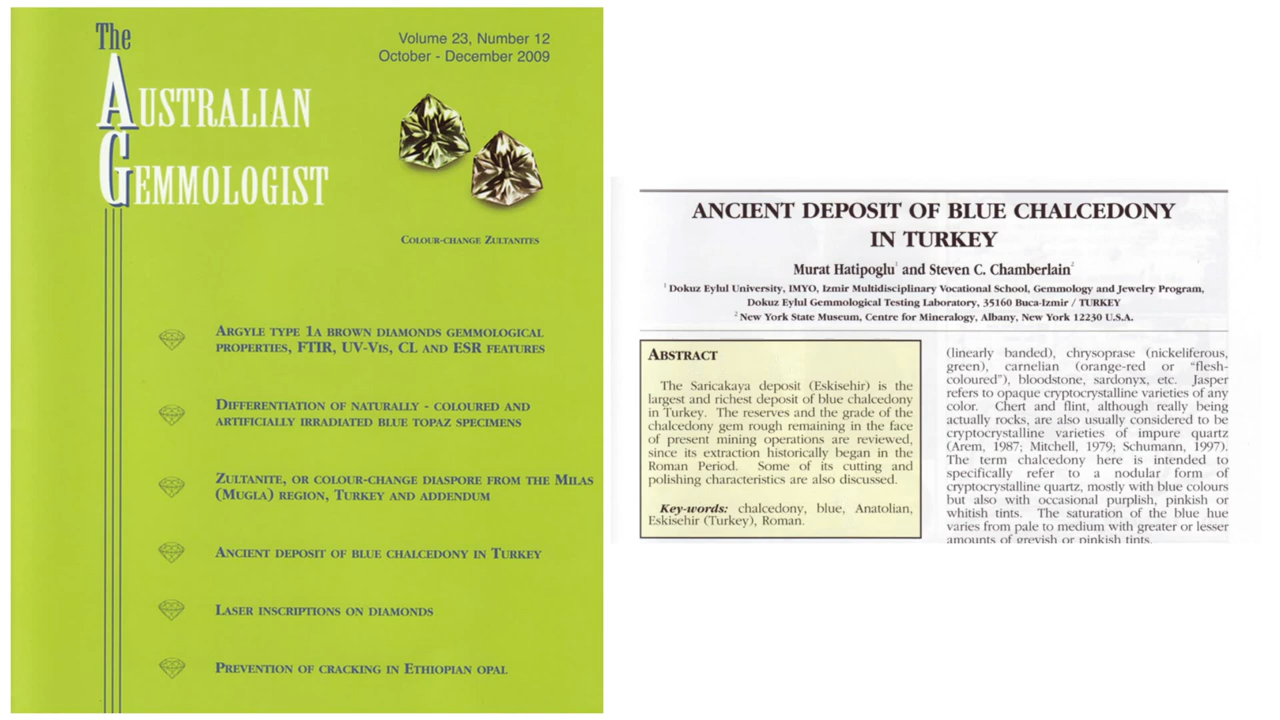 The
AUSTRALIAN
GEMMOLOGIST
Volume 23, Number 12
October - December 2009
COLOUR-CHANGE ZULTANITES
ARGYLE TYPE 1A BROWN DIAMONDS GEMMOLOGICAL
PROPERTIES, FTIR, UV-VIS, CL AND ESR FEATURES
DIFFERENTIATION OF NATURALLY - COLOURED AND
ARTIFICIALLY IRRADIATED BLUE TOPAZ SPECIMENS
ZULTANITE, OR COLOUR-CHANGE DIASPORE FROM THE MILAS
(MUGLA) REGION, TURKEY AND ADDENDUM
ANCIENT DEPOSIT OF BLUE CHALCEDONY IN TURKEY
LASER INSCRIPTIONS ON DIAMONDS
PREVENTION OF CRACKING IN ETHIOPIAN OPAL
ANCIENT DEPOSIT OF BLUE CHALCEDONY
IN TURKEY
Murat Hatipoglu1 and Steven C. Chamberlain2
1 Dokuz Eylul University, IMYO, Izmir Multidisciplinary Vocational School, Gemmology and Jewelry Program,
Dokuz Eylul Gemmological Testing Laboratory, 35160 Buca-Izmir / TURKEY
2 New York State Museum, Centre for Mineralogy, Albany, New York 12230 U.S.A.
ABSTRACT
The Saricakaya deposit (Eskisehir) is the
largest and richest deposit of blue chalcedony
in Turkey. The reserves and the grade of the
chalcedony gem rough remaining in the face
of present mining operations are reviewed,
since its extraction historically began in the
Roman Period. Some of its cutting and
polishing characteristics are also discussed.
Key-words: chalcedony, blue, Anatolian,
Eskisehir (Turkey), Roman.
(linearly banded), chrysoprase (nickeliferous,
green), carnelian (orange-red or "flesh-
coloured"), bloodstone, sardonyx, etc. Jasper
refers to opaque cryptocrystalline varieties of any
color. Chert and flint, although really being
actually rocks, are also usually considered to be
cryptocrystalline varieties of impure quartz
(Arem, 1987; Mitchell, 1979; Schumann, 1997).
The term chalcedony here is intended to
specifically refer to a nodular form of
cryptocrystalline quartz, mostly with blue colours
but also with occasional purplish, pinkish or
whitish tints. The saturation of the blue hue
varies from pale to medium with greater or lesser
amounts of greyish or pinkish tints.